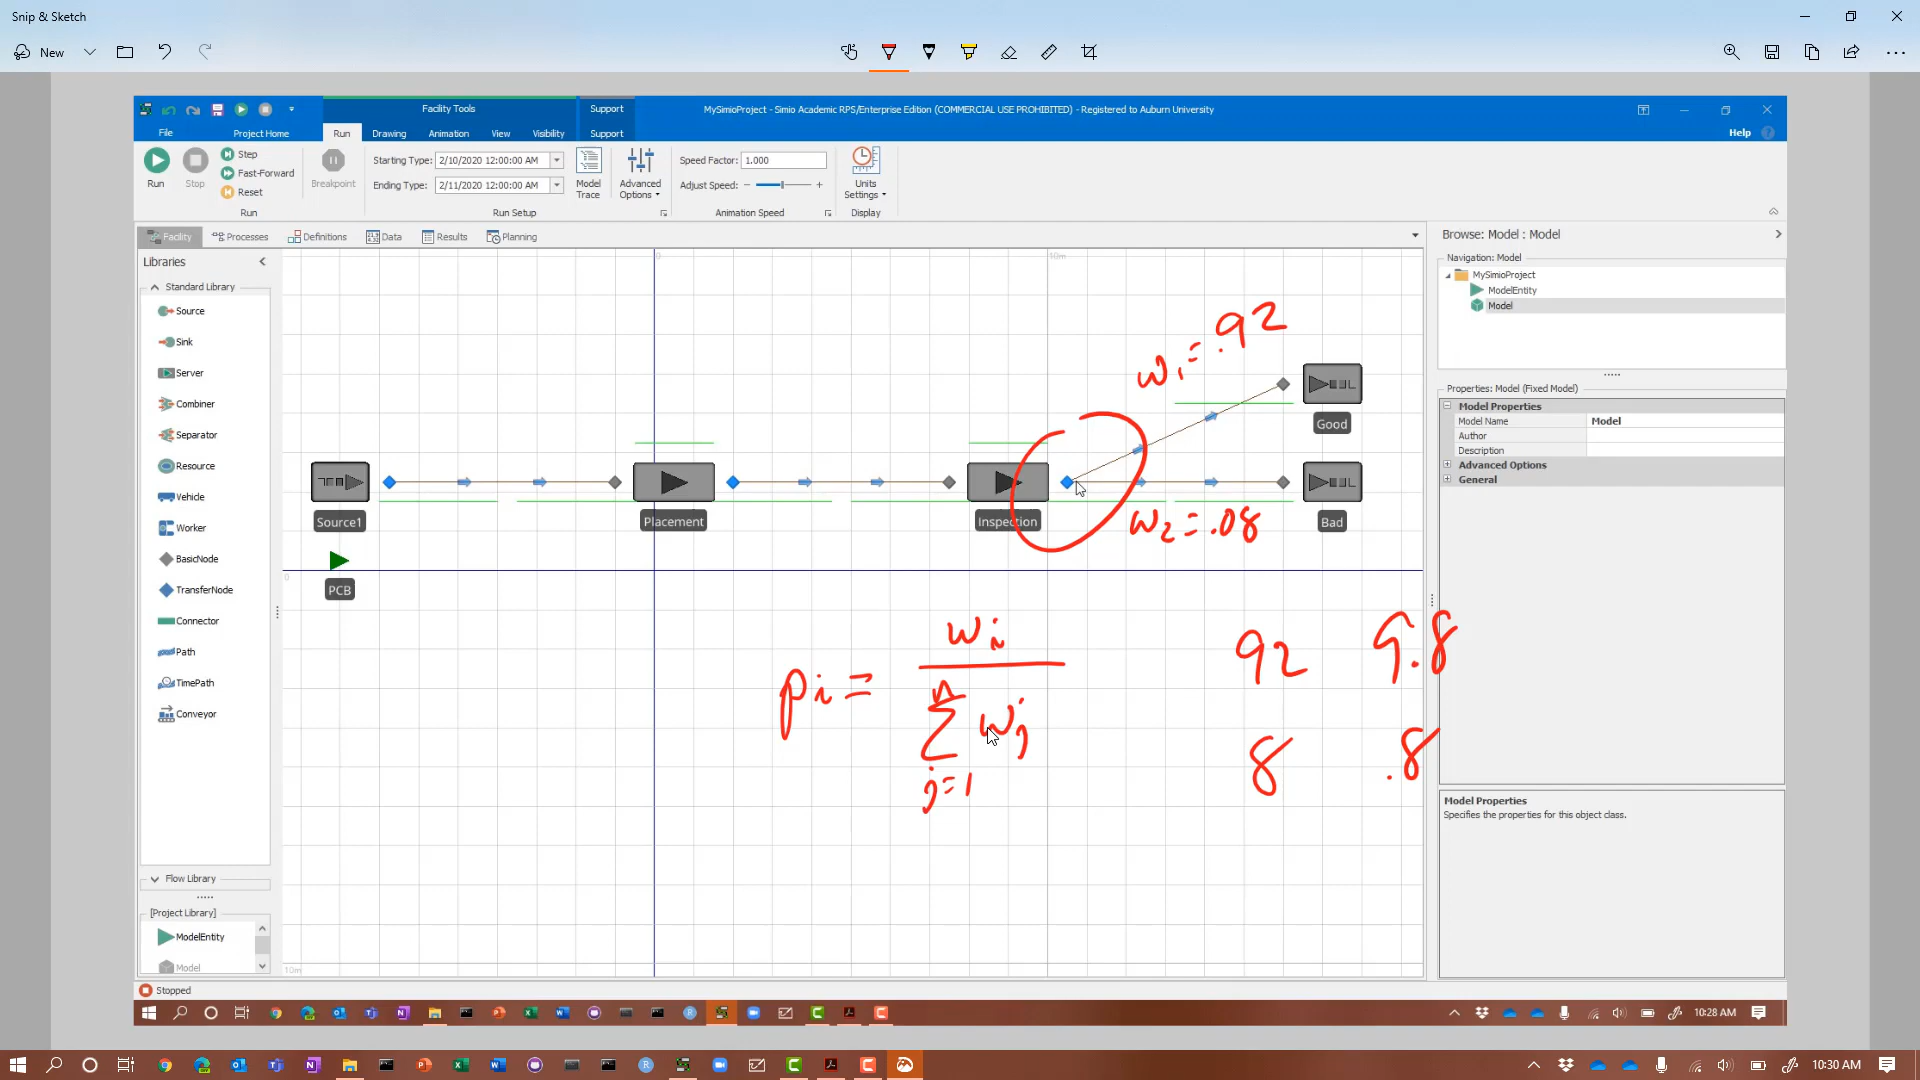 Snip & Sketch
New
Facility Tools
Support
MySimioProject - Simio Academic RPS/Enterprise Edition (COMMERCIAL USE PROHIBITED) - Registered to Auburn University
File
Project Home
Run
Drawing
Animation
View
Visibility
Support
Help
Run
Stop
Step
Fast-Forward
Reset
Breakpoint
Starting Type:
2/10/2020 12:00:00 AM
Ending Type:
2/11/2020 12:00:00 AM
Model Trace
Advanced Options
Speed Factor:
1.000
Adjust Speed:
Units Settings
Run
Run Setup
Animation Speed
Display
Facility
Processes
Definitions
Data
Results
Planning
Libraries
Standard Library
Source
Sink
Server
Combiner
Separator
Resource
Vehicle
Worker
BasicNode
TransferNode
Connector
Path
TimePath
Conveyor
Flow Library
[Project Library]
ModelEntity
Model
0
10m
0
10m
w1 = .92
Good
w2 = .08
Bad
Source1
Placement
Inspection
PCB
pi = wi / Σ wj
n
j=1
92
9.8
8
.8
Browse: Model : Model
Navigation: Model
MySimioProject
ModelEntity
Model
Properties: Model (Fixed Model)
Model Properties
Model Name
Model
Author
Description
Advanced Options
General
Model Properties
Specifies the properties for this object class.
Stopped
10:28 AM
10:30 AM